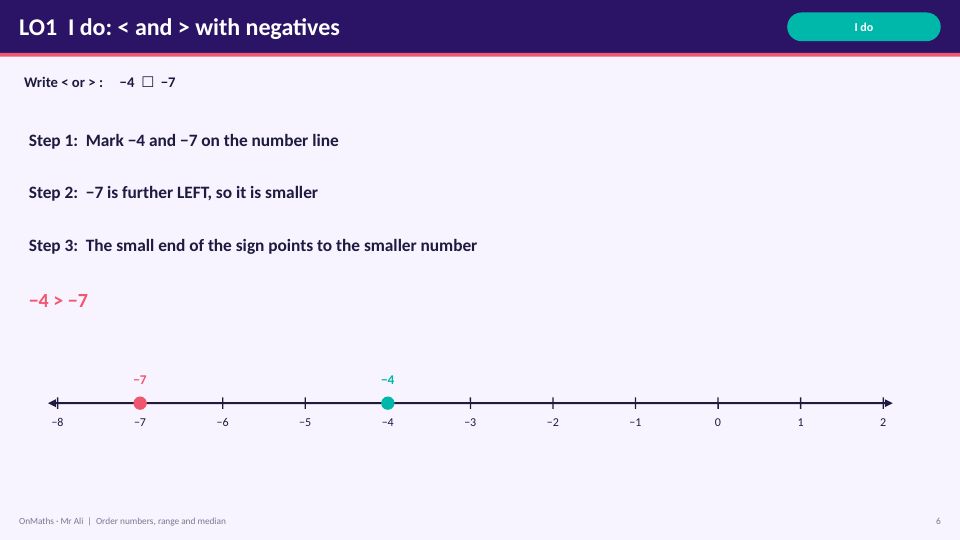 LO1 I do: < and > with negatives
I do
Write < or > : −4 □ −7
Step 1: Mark −4 and −7 on the number line
Step 2: −7 is further LEFT, so it is smaller
Step 3: The small end of the sign points to the smaller number
−4 > −7
−7 −4
−8 −7 −6 −5 −4 −3 −2 −1 0 1 2
OnMaths - Mr Ali | Order numbers, range and median
6